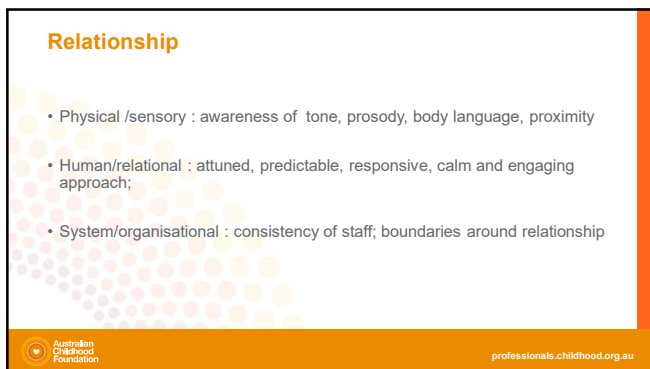 Relationship
• Physical /sensory : awareness of tone, prosody, body language, proximity
• Human/relational : attuned, predictable, responsive, calm and engaging
approach;
• System/organisational : consistency of staff; boundaries around relationship
Australian
Childhood
Foundation
professionals.childhood.org.au